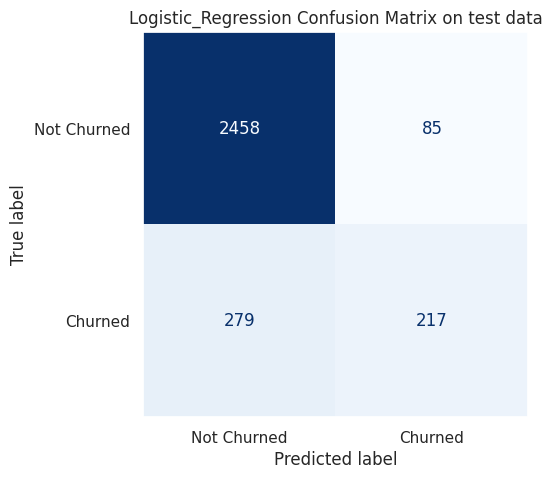 Logistic_Regression Confusion Matrix on test data
True label
Not Churned
2458
85
Churned
279
217
Not Churned
Churned
Predicted label